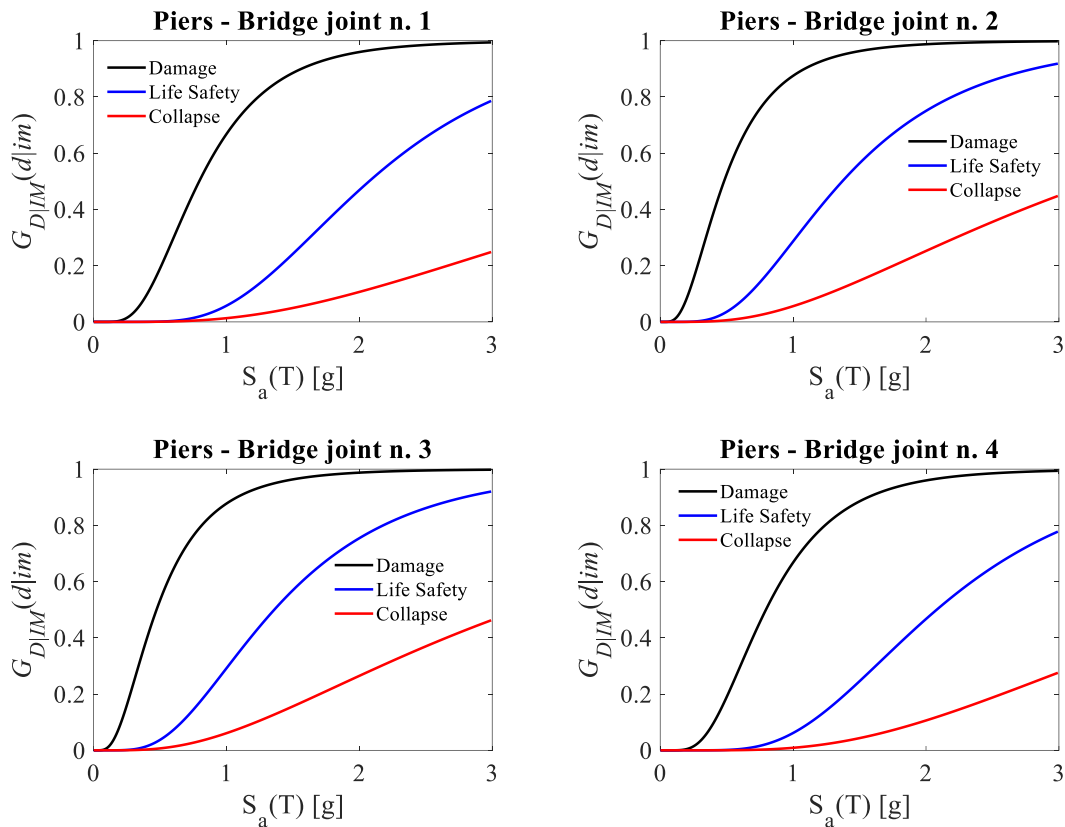 Piers - Bridge joint n. 1
1
0.8
0.6
0.4
0.2
0
G_{D|IM}(d|im)
Damage
Life Safety
Collapse
0 1 2 3
S_a(T) [g]
Piers - Bridge joint n. 2
1
0.8
0.6
0.4
0.2
0
G_{D|IM}(d|im)
Damage
Life Safety
Collapse
0 1 2 3
S_a(T) [g]
Piers - Bridge joint n. 3
1
0.8
0.6
0.4
0.2
0
G_{D|IM}(d|im)
Damage
Life Safety
Collapse
0 1 2 3
S_a(T) [g]
Piers - Bridge joint n. 4
1
0.8
0.6
0.4
0.2
0
G_{D|IM}(d|im)
Damage
Life Safety
Collapse
0 1 2 3
S_a(T) [g]